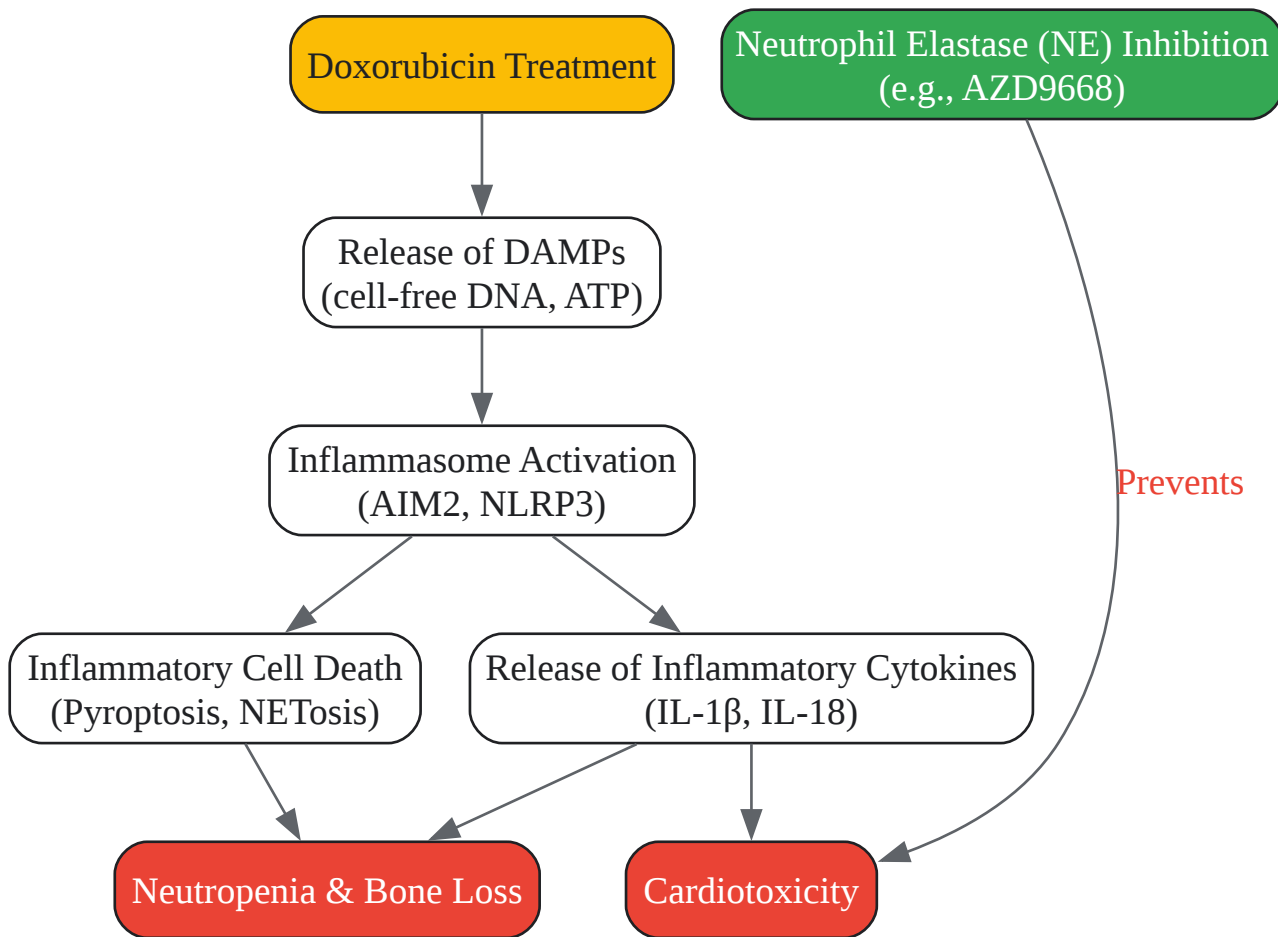 Doxorubicin Treatment
Neutrophil Elastase (NE) Inhibition
(e.g., AZD9668)
Release of DAMPs
(cell-free DNA, ATP)
Inflammasome Activation
(AIM2, NLRP3)
Prevents
Inflammatory Cell Death
(Pyroptosis, NETosis)
Release of Inflammatory Cytokines
(IL-1β, IL-18)
Neutropenia & Bone Loss
Cardiotoxicity